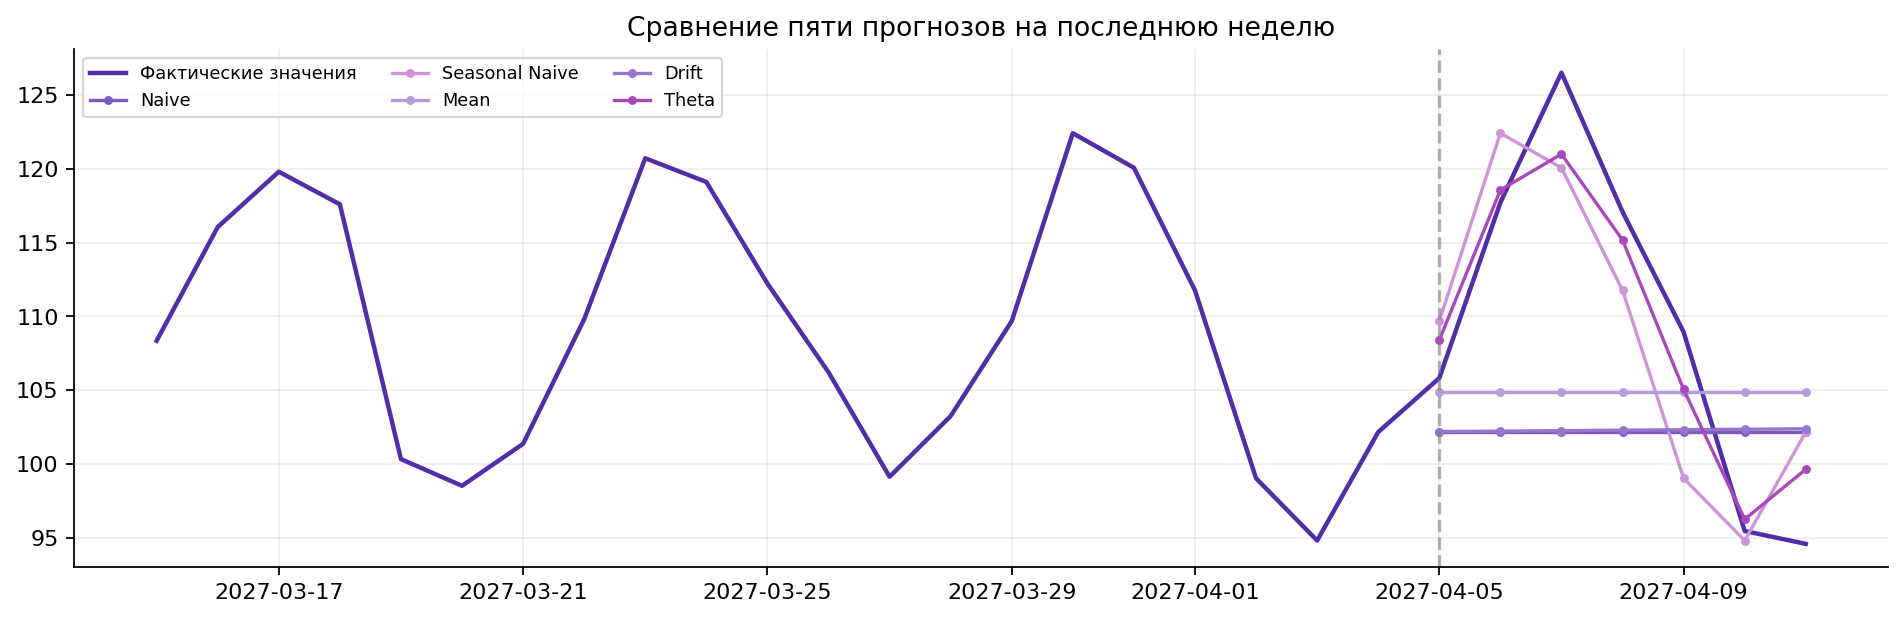 Сравнение пяти прогнозов на последнюю неделю
Фактические значения
Naive
Seasonal Naive
Mean
Drift
Theta
125
120
115
110
105
100
95
2027-03-17 2027-03-21 2027-03-25 2027-03-29 2027-04-01 2027-04-05 2027-04-09